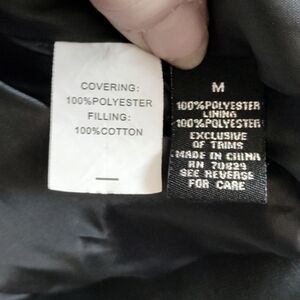 COVERING:
100%POLYESTER
FILLING:
100%COTTON
M
100%POLYESTER
LINING
100%POLYESTER
EXCLUSIVE
OF TRIMS
MADE IN CHINA
RN 70829
SEE REVERSE
FOR CARE